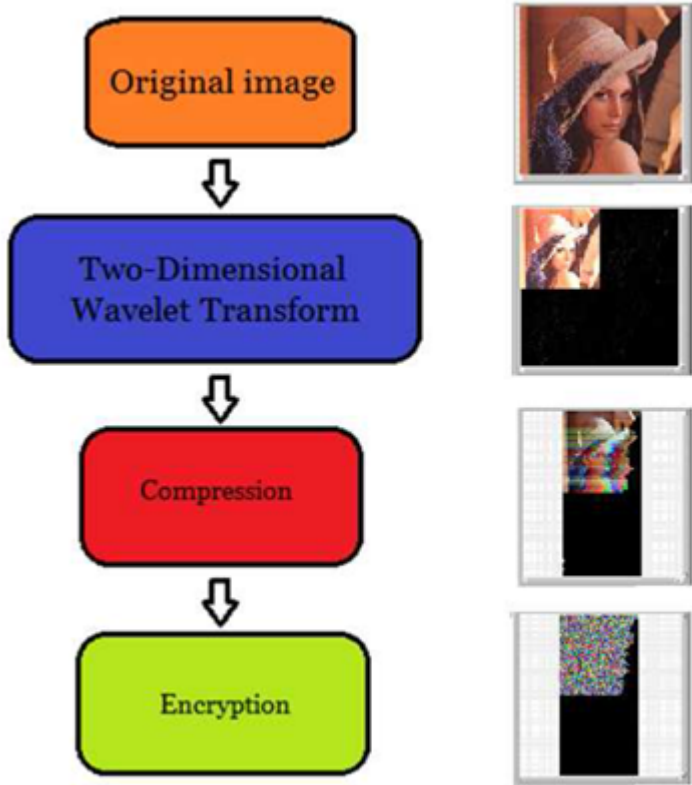 Original image
Two-Dimensional
Wavelet Transform
Compression
Encryption